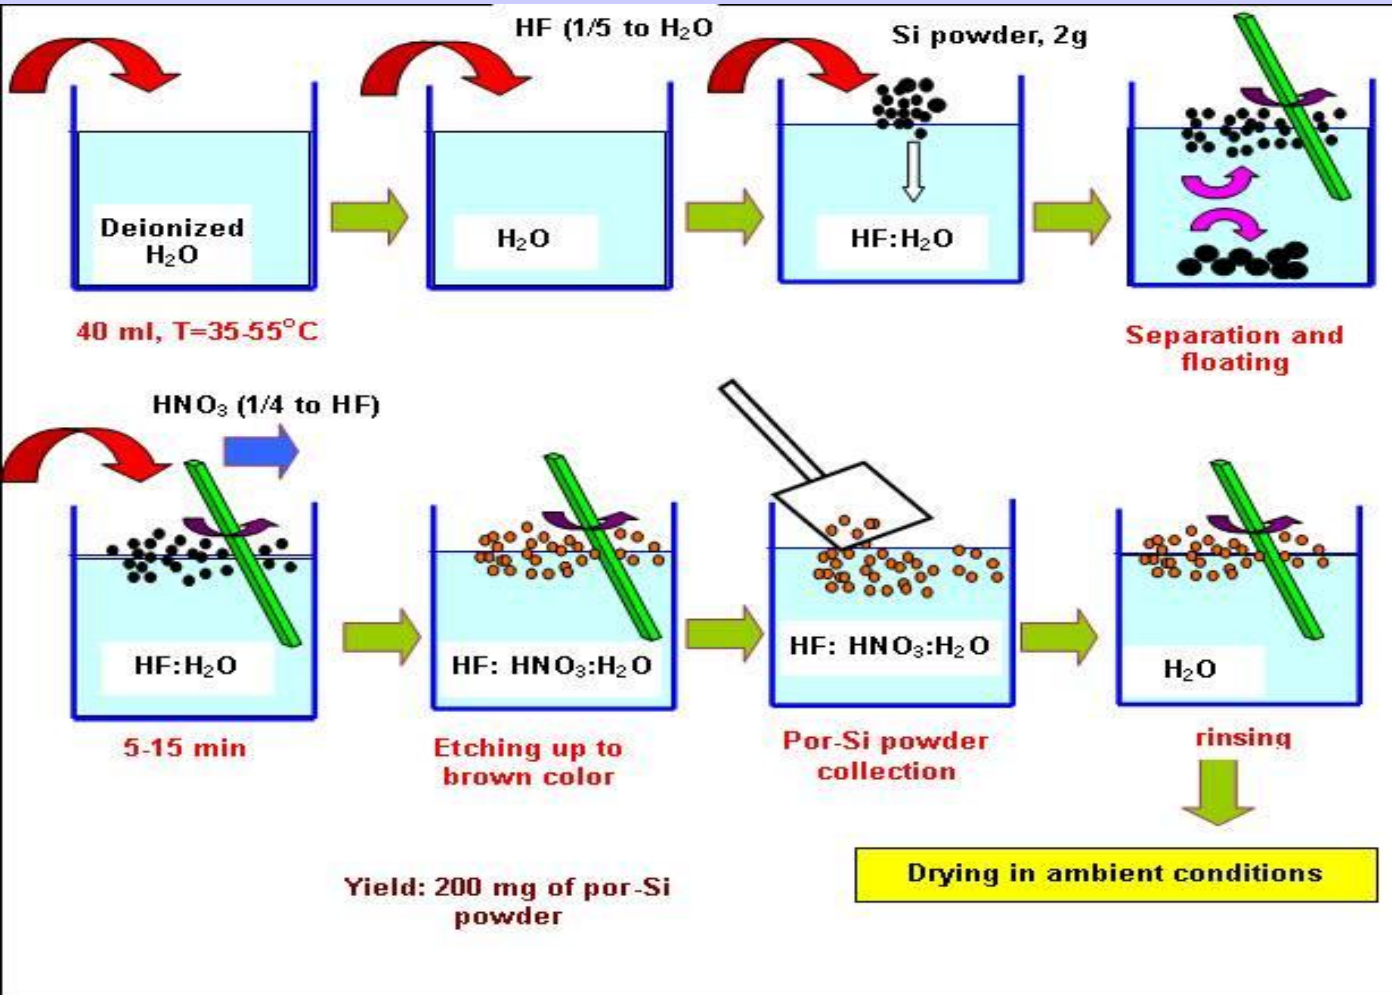 HF (1/5 to H₂O
Si powder, 2g
Deionized
H₂O
H₂O
HF:H₂O
40 ml, T=35-55°C
Separation and
floating
HNO₃ (1/4 to HF)
HF:H₂O
HF: HNO₃:H₂O
HF: HNO₃:H₂O
H₂O
5-15 min
Etching up to
brown color
Por-Si powder
collection
rinsing
Drying in ambient conditions
Yield: 200 mg of por-Si
powder